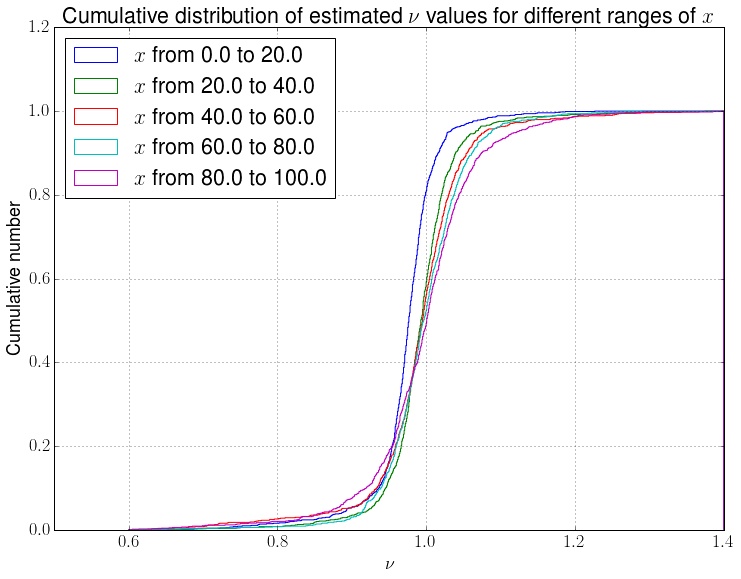 Cumulative distribution of estimated ν values for different ranges of x
1.2
1.0
0.8
0.6
0.4
0.2
0.0
Cumulative number
x from 0.0 to 20.0
x from 20.0 to 40.0
x from 40.0 to 60.0
x from 60.0 to 80.0
x from 80.0 to 100.0
0.6 0.8 1.0 1.2 1.4
ν